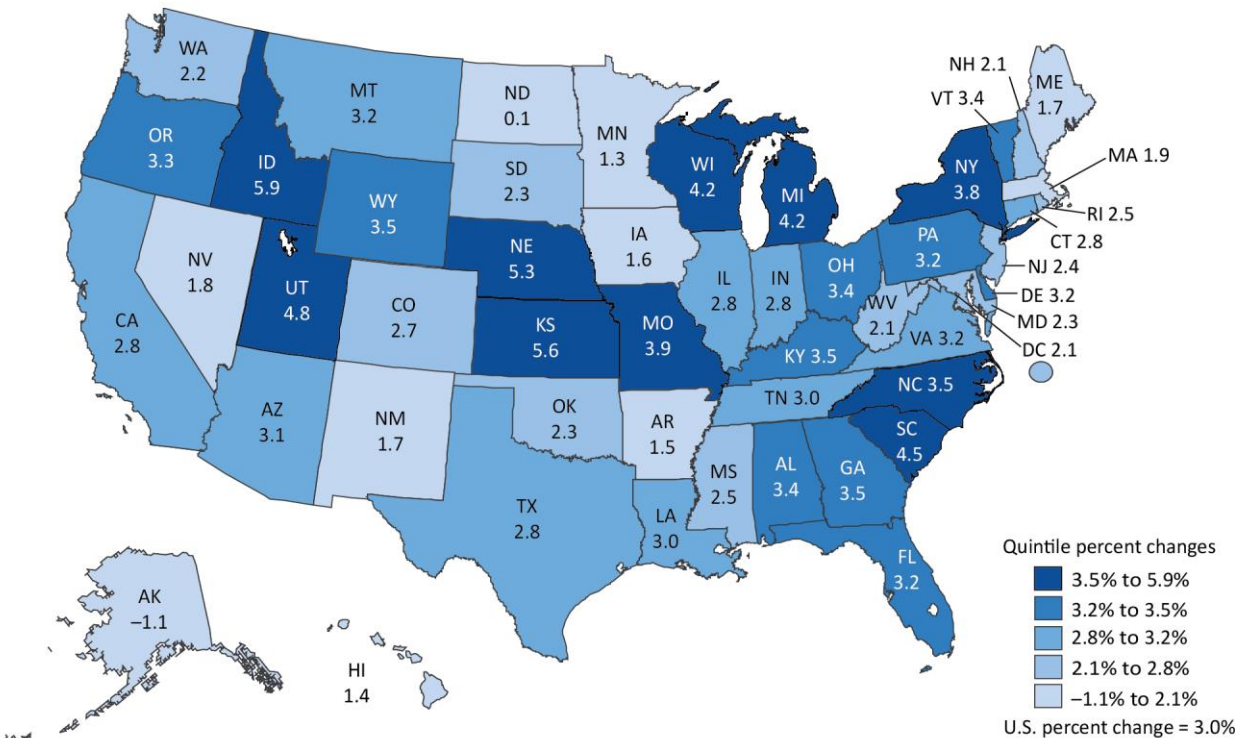 WA
2.2
MT
3.2
ND
0.1
MN
1.3
NH 2.1
VT 3.4
ME
1.7
OR
3.3
ID
5.9
WY
3.5
SD
2.3
WI
4.2
MI
4.2
NY
3.8
MA 1.9
RI 2.5
CT 2.8
NJ 2.4
DE 3.2
MD 2.3
DC 2.1
NV
1.8
UT
4.8
CO
2.7
NE
5.3
IA
1.6
IL
2.8
IN
2.8
OH
3.4
PA
3.2
WV
2.1
VA 3.2
CA
2.8
KS
5.6
MO
3.9
KY 3.5
NC 3.5
TN 3.0
SC
4.5
AZ
3.1
NM
1.7
OK
2.3
AR
1.5
MS
2.5
AL
3.4
GA
3.5
TX
2.8
LA
3.0
FL
3.2
AK
–1.1
HI
1.4
Quintile percent changes
3.5% to 5.9%
3.2% to 3.5%
2.8% to 3.2%
2.1% to 2.8%
–1.1% to 2.1%
U.S. percent change = 3.0%